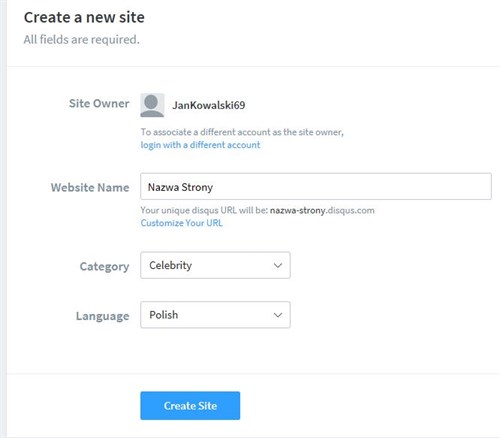 Create a new site
All fields are required.
Site Owner
JanKowalski69
To associate a different account as the site owner,
login with a different account
Website Name
Nazwa Strony
Your unique disqus URL will be: nazwa-strony.disqus.com
Customize Your URL
Category
Celebrity
Language
Polish
Create Site